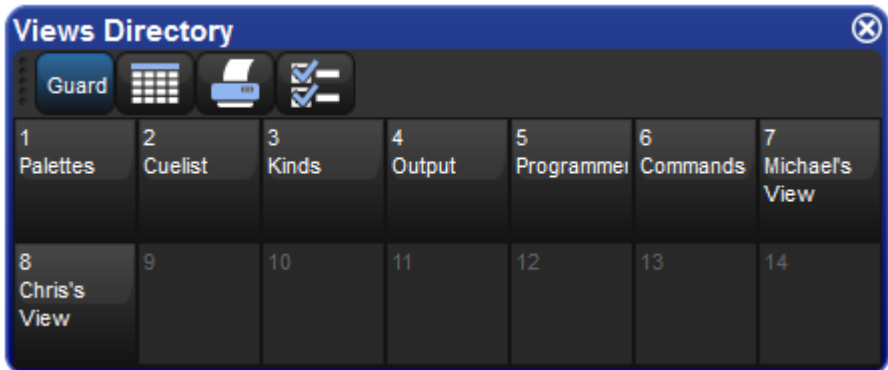 Views Directory
Guard
1
Palettes
2
Cuelist
3
Kinds
4
Output
5
Programmer
6
Commands
7
Michael's
View
8
Chris's
View
9
10
11
12
13
14